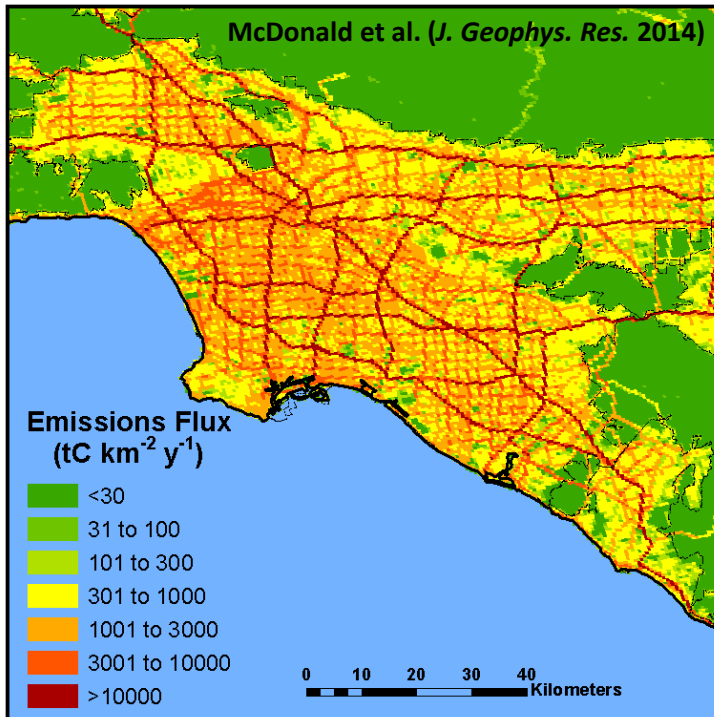 McDonald et al. (J. Geophys. Res. 2014)
Emissions Flux
(tC km⁻² y⁻¹)
<30
31 to 100
101 to 300
301 to 1000
1001 to 3000
3001 to 10000
>10000
0 10 20 30 40
Kilometers